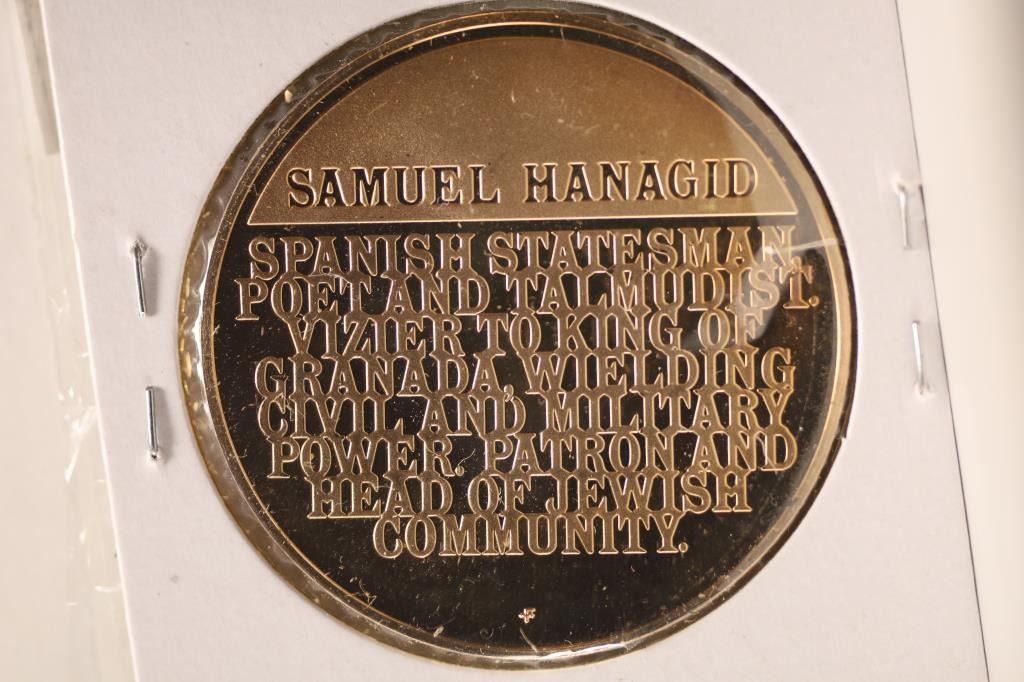 SAMUEL HANAGID
SPANISH STATESMAN
POET AND TALMUDIST.
VIZIER TO KING OF
GRANADA, WIELDING
CIVIL AND MILITARY
POWER. PATRON AND
HEAD OF JEWISH
COMMUNITY.